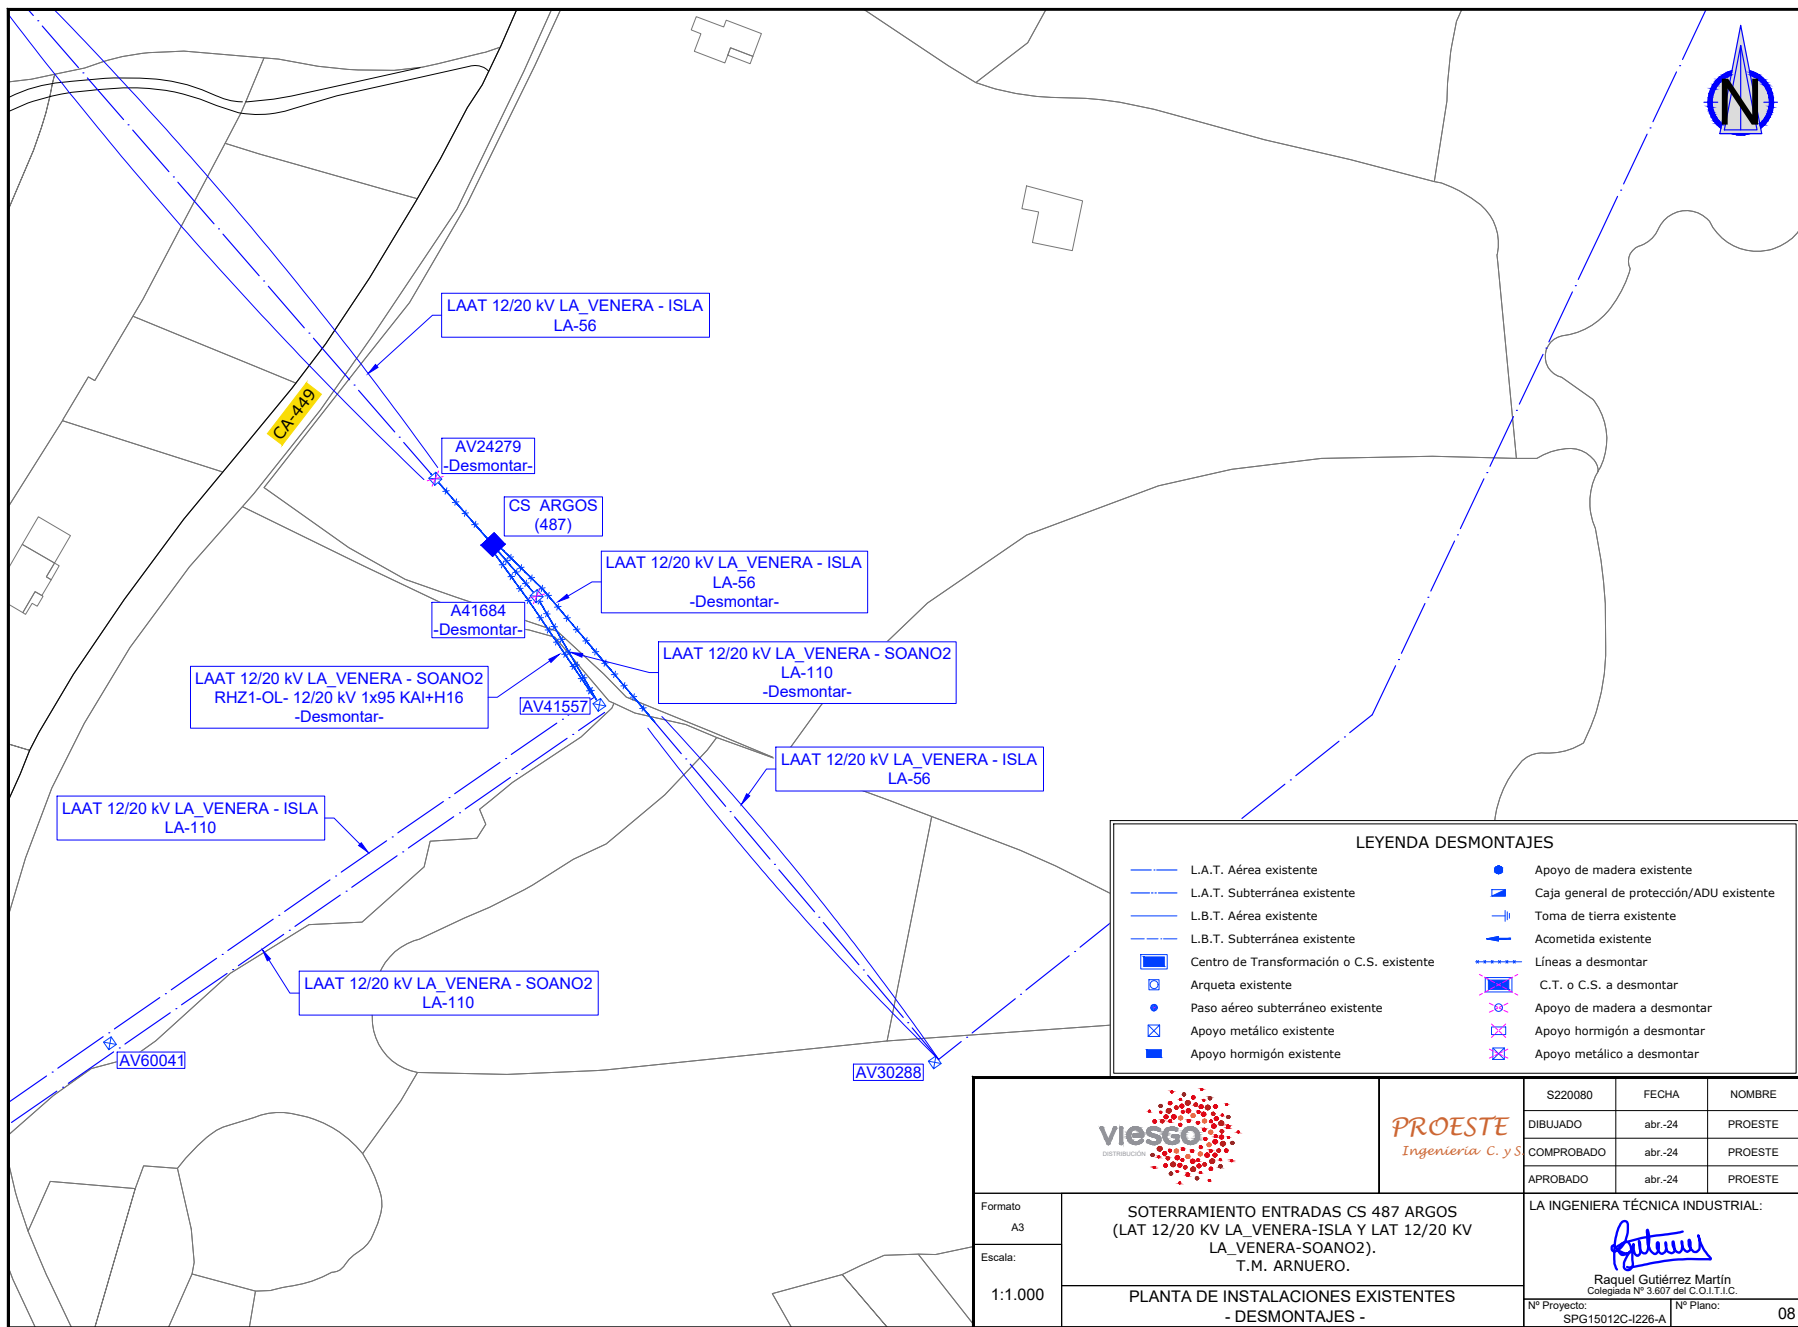 N
LAAT 12/20 kV LA_VENERA - ISLA
LA-56
CA-449
AV24279
-Desmontar-
CS ARGOS
(487)
LAAT 12/20 kV LA_VENERA - ISLA
LA-56
-Desmontar-
A41684
-Desmontar-
LAAT 12/20 kV LA_VENERA - SOANO2
LA-110
-Desmontar-
LAAT 12/20 kV LA_VENERA - SOANO2
RHZ1-OL- 12/20 kV 1x95 KAl+H16
-Desmontar-
AV41557
LAAT 12/20 kV LA_VENERA - ISLA
LA-56
LAAT 12/20 kV LA_VENERA - ISLA
LA-110
LAAT 12/20 kV LA_VENERA - SOANO2
LA-110
AV60041
AV30288
LEYENDA DESMONTAJES
L.A.T. Aérea existente
L.A.T. Subterránea existente
L.B.T. Aérea existente
L.B.T. Subterránea existente
Centro de Transformación o C.S. existente
Arqueta existente
Paso aéreo subterráneo existente
Apoyo metálico existente
Apoyo hormigón existente
Apoyo de madera existente
Caja general de protección/ADU existente
Toma de tierra existente
Acometida existente
Líneas a desmontar
C.T. o C.S. a desmontar
Apoyo de madera a desmontar
Apoyo hormigón a desmontar
Apoyo metálico a desmontar
viesgo
DISTRIBUCIÓN
PROESTE
Ingeniería C. y S.
S220080 FECHA NOMBRE
DIBUJADO abr.-24 PROESTE
COMPROBADO abr.-24 PROESTE
APROBADO abr.-24 PROESTE
Formato
A3
Escala:
1:1.000
SOTERRAMIENTO ENTRADAS CS 487 ARGOS
(LAT 12/20 KV LA_VENERA-ISLA Y LAT 12/20 KV
LA_VENERA-SOANO2).
T.M. ARNUERO.
PLANTA DE INSTALACIONES EXISTENTES
- DESMONTAJES -
LA INGENIERA TÉCNICA INDUSTRIAL:
Raquel Gutiérrez Martín
Colegiada Nº 3.607 del C.O.I.T.I.C.
Nº Proyecto:
SPG15012C-I226-A
Nº Plano:
08